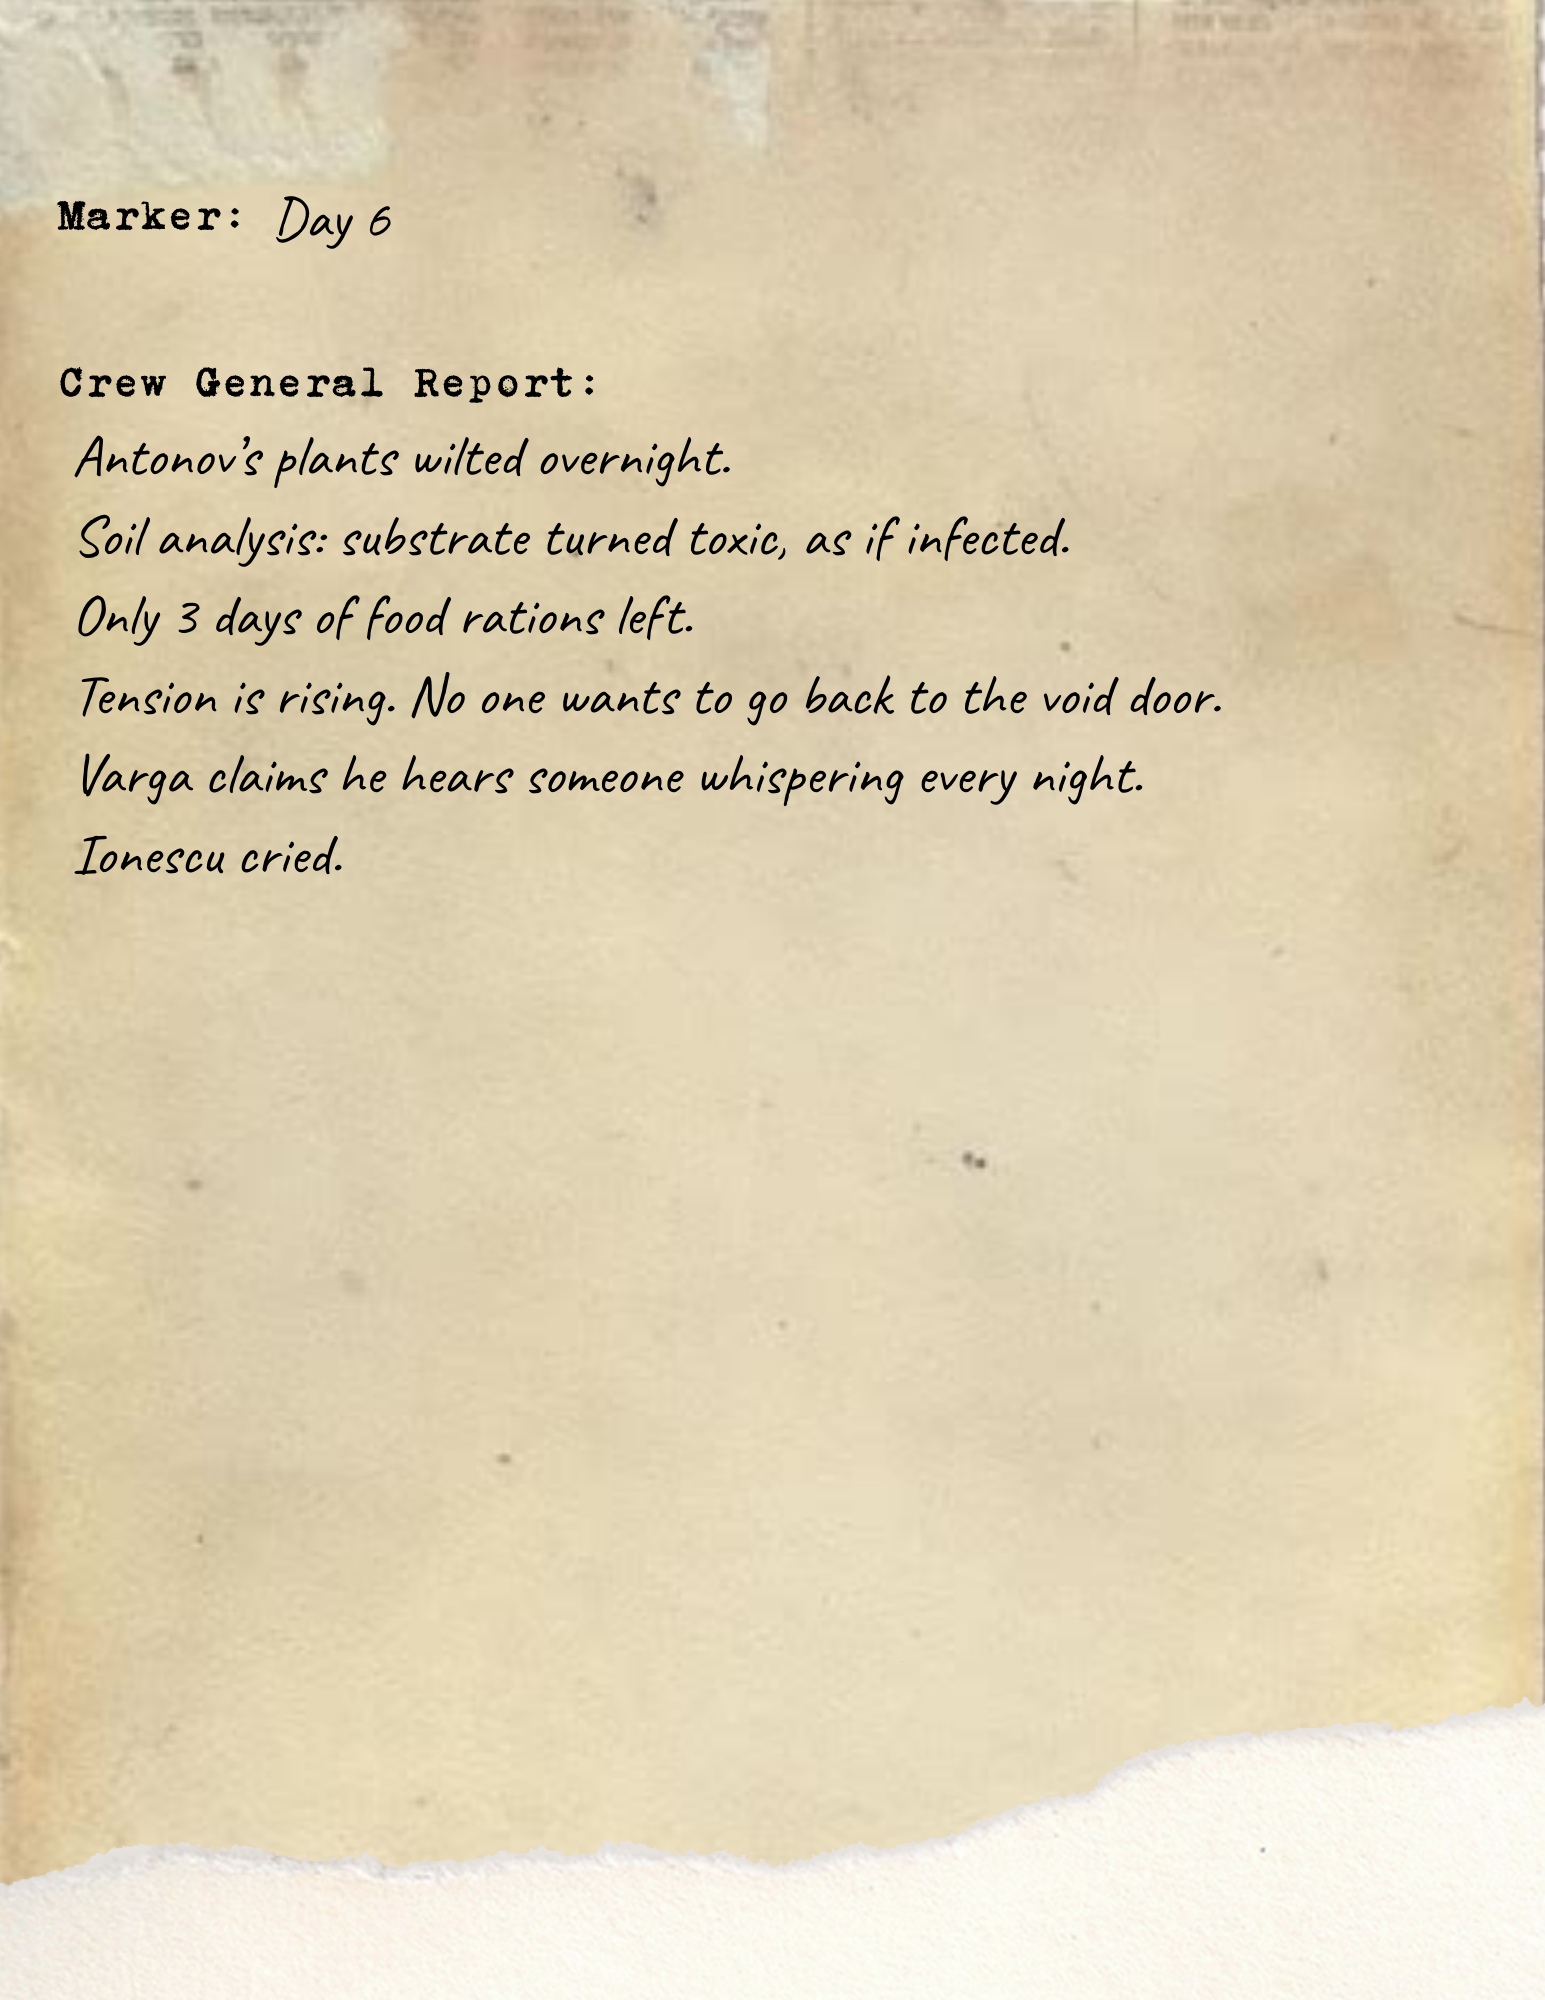 Marker: Day 6
Crew General Report:
Antonov’s plants wilted overnight.
Soil analysis: substrate turned toxic, as if infected.
Only 3 days of food rations left.
Tension is rising. No one wants to go back to the void door.
Varga claims he hears someone whispering every night.
Ionescu cried.